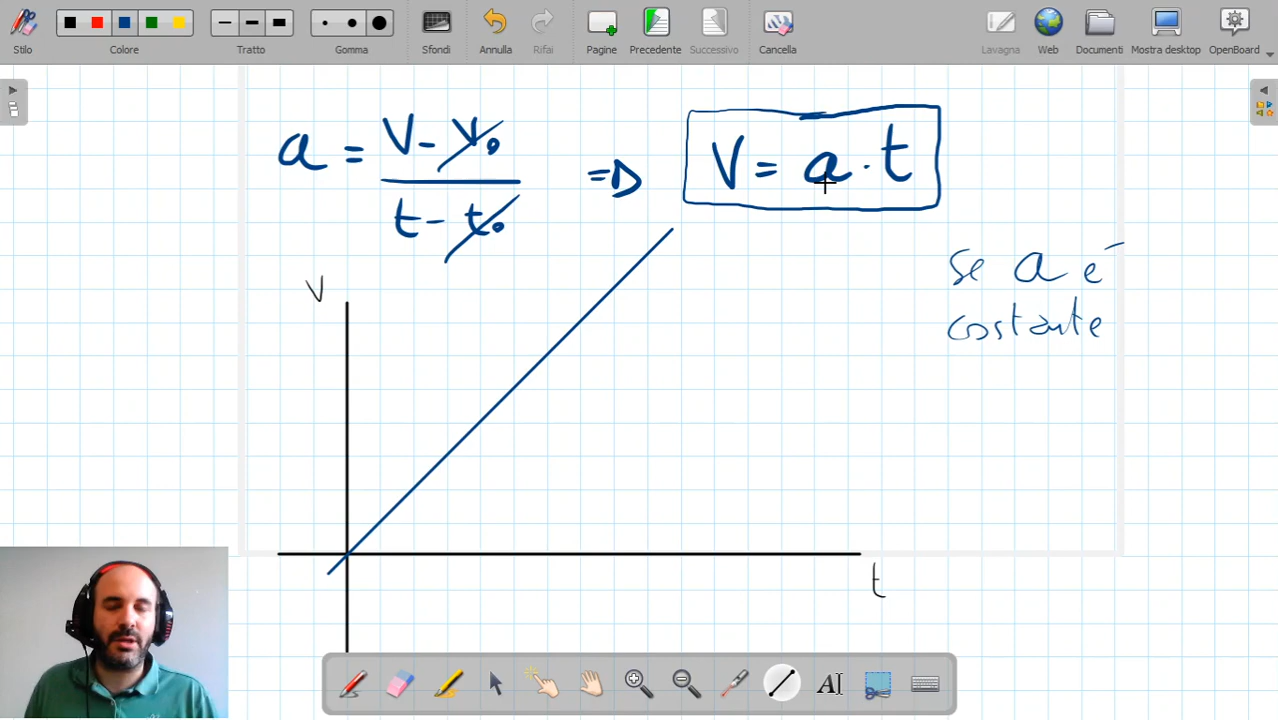 Stilo
Colore
Tratto
Gomma
Sfondi
Annulla
Rifai
Pagine
Precedente
Successivo
Cancella
Lavagna
Web
Documenti
Mostra desktop
OpenBoard
a = V - v₀ / t - t₀ => V = a · t
se a é
costante
V
t
AI